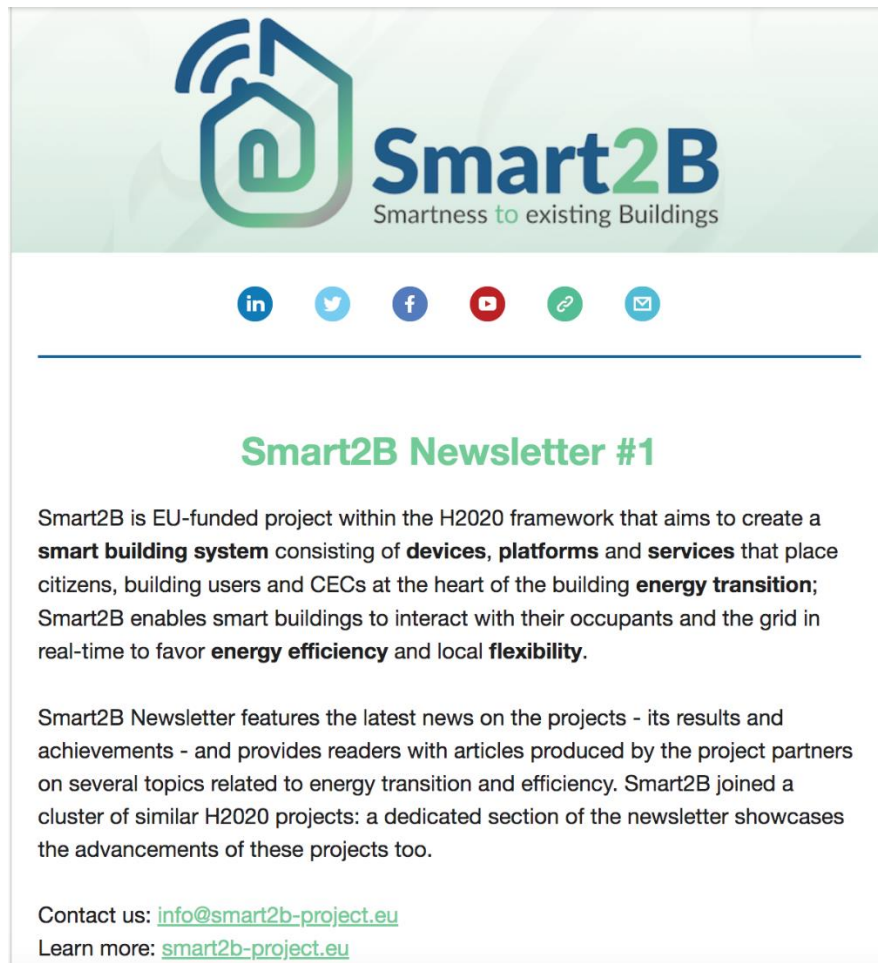 Smart2B
Smartness to existing Buildings
in
f
Smart2B Newsletter #1
Smart2B is EU-funded project within the H2020 framework that aims to create a
smart building system consisting of devices, platforms and services that place
citizens, building users and CECs at the heart of the building energy transition;
Smart2B enables smart buildings to interact with their occupants and the grid in
real-time to favor energy efficiency and local flexibility.
Smart2B Newsletter features the latest news on the projects - its results and
achievements - and provides readers with articles produced by the project partners
on several topics related to energy transition and efficiency. Smart2B joined a
cluster of similar H2020 projects: a dedicated section of the newsletter showcases
the advancements of these projects too.
Contact us: info@smart2b-project.eu
Learn more: smart2b-project.eu